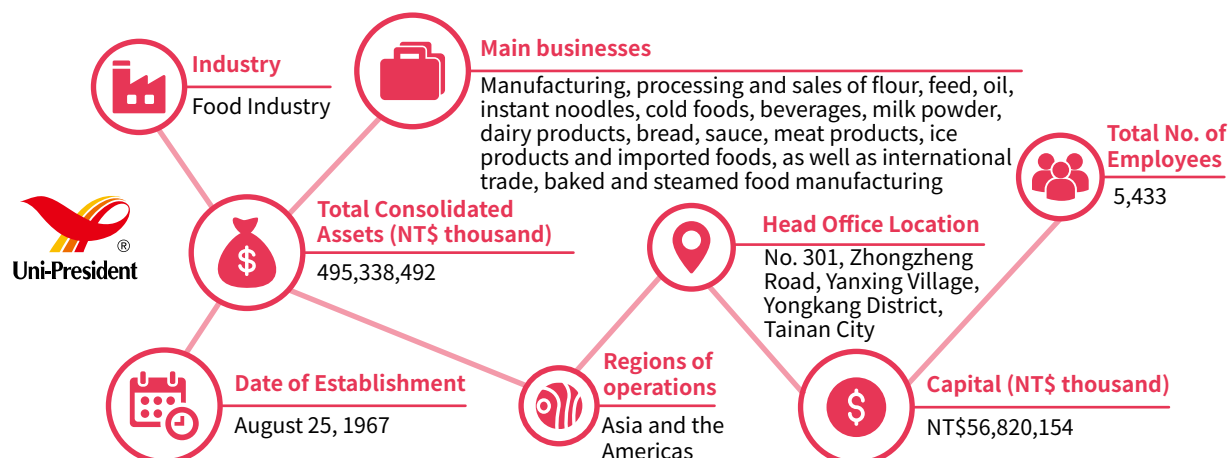 Industry
Food Industry
Main businesses
Manufacturing, processing and sales of flour, feed, oil,
instant noodles, cold foods, beverages, milk powder,
dairy products, bread, sauce, meat products, ice
products and imported foods, as well as international
trade, baked and steamed food manufacturing
Total No. of
Employees
5,433
®
Uni-President
$
Total Consolidated
Assets (NT$ thousand)
495,338,492
Head Office Location
No. 301, Zhongzheng
Road, Yanxing Village,
Yongkang District,
Tainan City
Date of Establishment
August 25, 1967
Regions of
operations
Asia and the
Americas
$
Capital (NT$ thousand)
NT$56,820,154